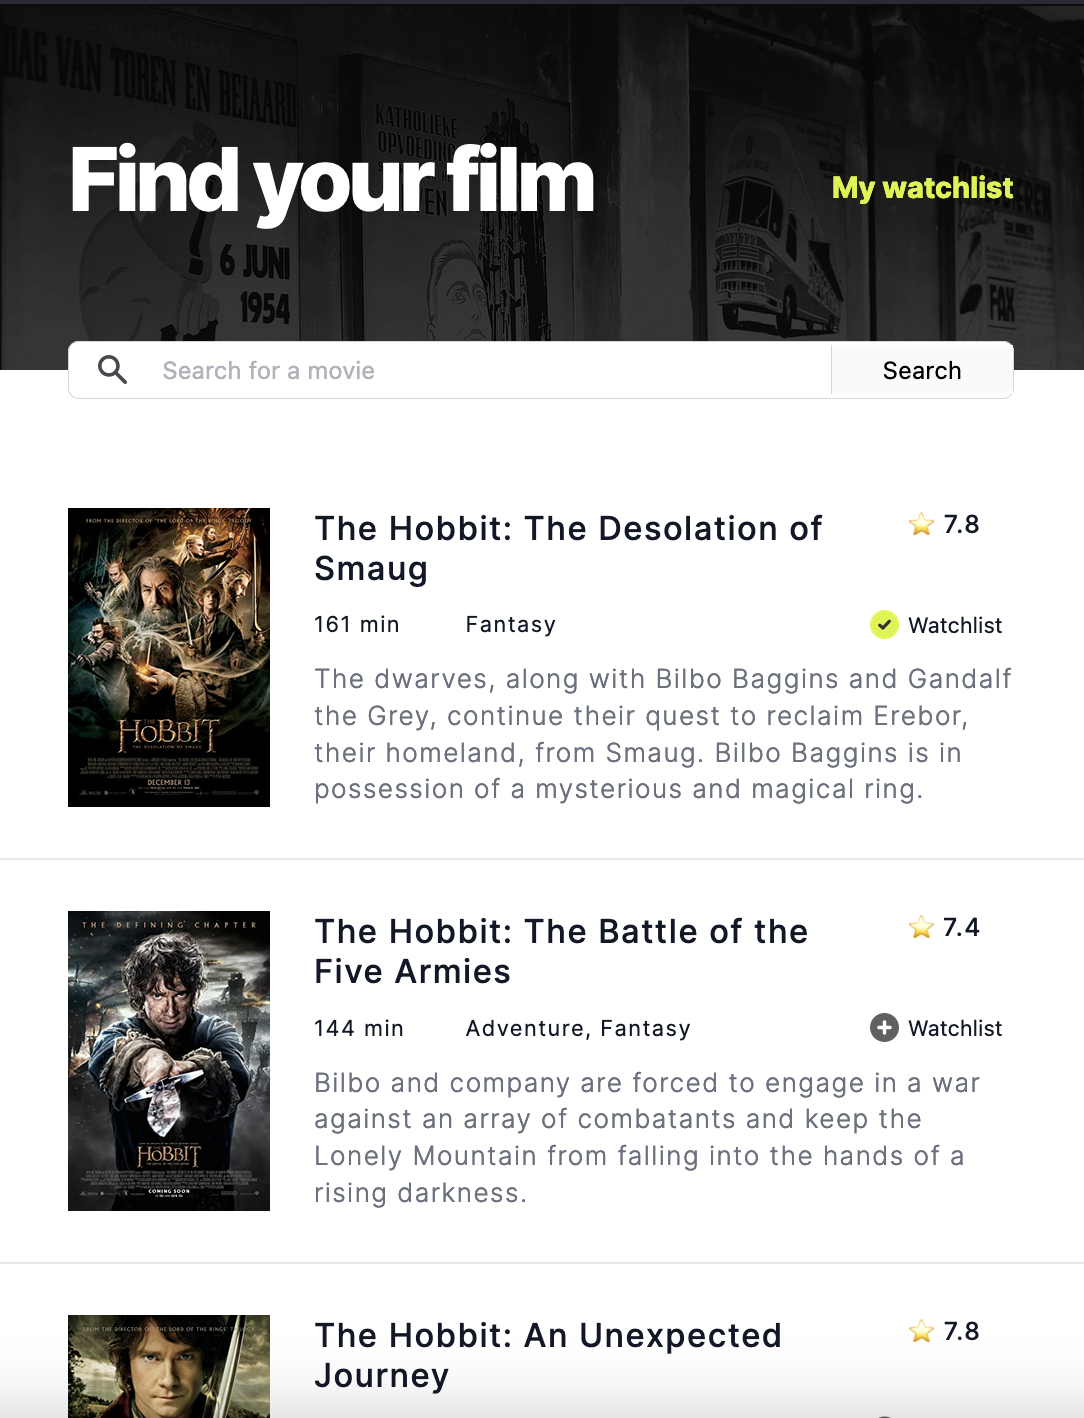 DAG VAN TOREN EN BEIAARD
KATHOLIEKE
OPVOEDING
6 JUNI
1954
FAX
Find your film
My watchlist
Search for a movie
Search
FROM THE DIRECTOR OF "THE LORD OF THE RINGS" TRILOGY
THE
HOBBIT
THE DESOLATION OF SMAUG
DECEMBER 13
The Hobbit: The Desolation of
Smaug
7.8
161 min
Fantasy
Watchlist
The dwarves, along with Bilbo Baggins and Gandalf
the Grey, continue their quest to reclaim Erebor,
their homeland, from Smaug. Bilbo Baggins is in
possession of a mysterious and magical ring.
THE DEFINING CHAPTER
THE
HOBBIT
THE BATTLE OF THE FIVE ARMIES
COMING SOON
The Hobbit: The Battle of the
Five Armies
7.4
144 min
Adventure, Fantasy
Watchlist
Bilbo and company are forced to engage in a war
against an array of combatants and keep the
Lonely Mountain from falling into the hands of a
rising darkness.
FROM THE DIRECTOR OF THE LORD OF THE RINGS TRILOGY
The Hobbit: An Unexpected
Journey
7.8